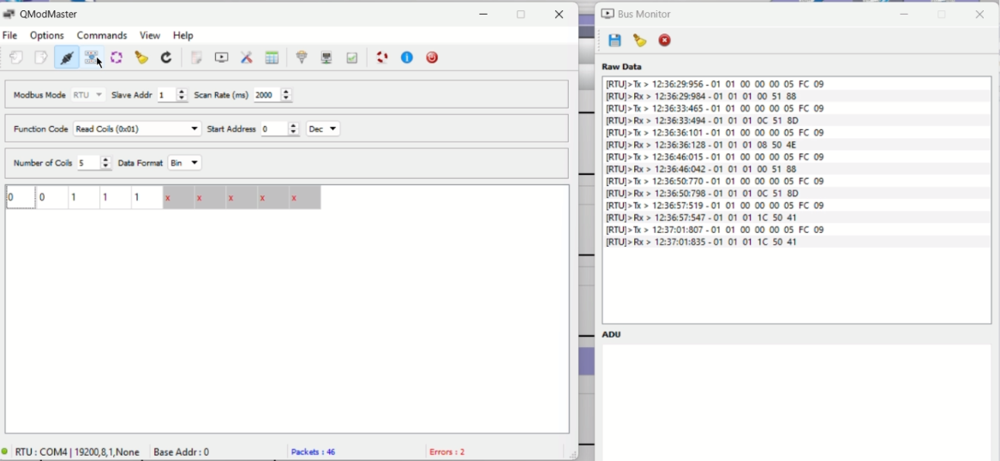 QModMaster
File Options Commands View Help
Modbus Mode RTU Slave Addr 1 Scan Rate (ms) 2000
Function Code Read Coils (0x01) Start Address 0 Dec
Number of Coils 5 Data Format Bin
0 0 1 1 1 x x x x x
RTU : COM4 | 19200,8,1,None Base Addr : 0 Packets : 46 Errors : 2
Bus Monitor
Raw Data
[RTU]>Tx > 12:36:29:956 - 01 01 00 00 00 05 FC 09
[RTU]>Rx > 12:36:29:984 - 01 01 01 00 51 88
[RTU]>Tx > 12:36:33:465 - 01 01 00 00 00 05 FC 09
[RTU]>Rx > 12:36:33:494 - 01 01 01 0C 51 8D
[RTU]>Tx > 12:36:36:101 - 01 01 00 00 00 05 FC 09
[RTU]>Rx > 12:36:36:128 - 01 01 01 08 50 4E
[RTU]>Tx > 12:36:46:015 - 01 01 00 00 00 05 FC 09
[RTU]>Rx > 12:36:46:042 - 01 01 01 00 51 88
[RTU]>Tx > 12:36:50:770 - 01 01 00 00 00 05 FC 09
[RTU]>Rx > 12:36:50:798 - 01 01 01 0C 51 8D
[RTU]>Tx > 12:36:57:519 - 01 01 00 00 00 05 FC 09
[RTU]>Rx > 12:36:57:547 - 01 01 01 1C 50 41
[RTU]>Tx > 12:37:01:807 - 01 01 00 00 00 05 FC 09
[RTU]>Rx > 12:37:01:835 - 01 01 01 1C 50 41
ADU